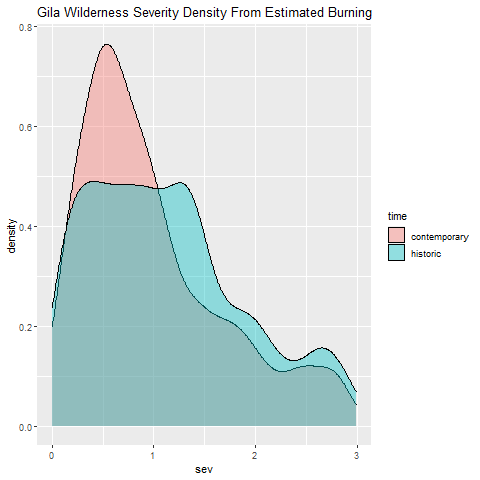 Gila Wilderness Severity Density From Estimated Burning
0.8
0.6
0.4
0.2
0.0
density
0
1
2
3
sev
time
contemporary
historic